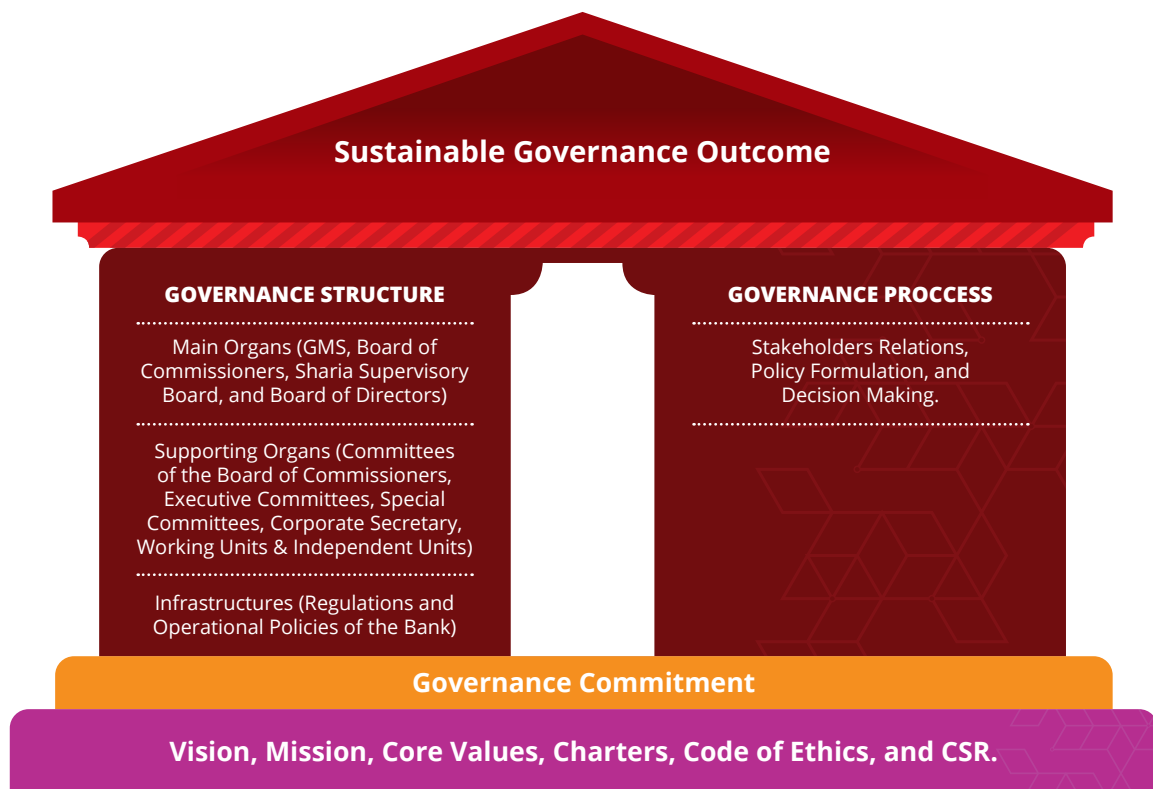 Sustainable Governance Outcome
GOVERNANCE STRUCTURE
Main Organs (GMS, Board of
Commissioners, Sharia Supervisory
Board, and Board of Directors)
Supporting Organs (Committees
of the Board of Commissioners,
Executive Committees, Special
Committees, Corporate Secretary,
Working Units & Independent Units)
Infrastructures (Regulations and
Operational Policies of the Bank)
GOVERNANCE PROCCESS
Stakeholders Relations,
Policy Formulation, and
Decision Making.
Governance Commitment
Vision, Mission, Core Values, Charters, Code of Ethics, and CSR.